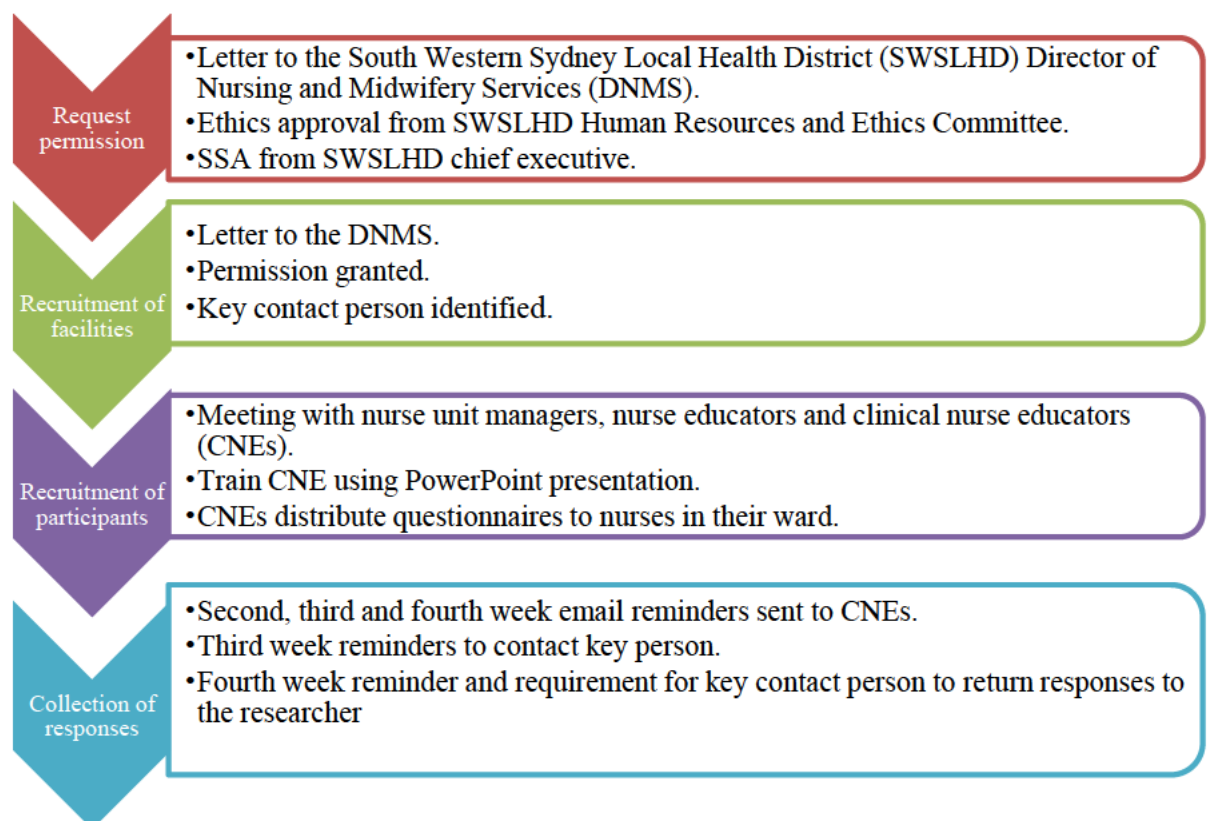 Request
permission
•Letter to the South Western Sydney Local Health District (SWSLHD) Director of
Nursing and Midwifery Services (DNMS).
•Ethics approval from SWSLHD Human Resources and Ethics Committee.
•SSA from SWSLHD chief executive.
Recruitment of
facilities
•Letter to the DNMS.
•Permission granted.
•Key contact person identified.
Recruitment of
participants
•Meeting with nurse unit managers, nurse educators and clinical nurse educators
(CNEs).
•Train CNE using PowerPoint presentation.
•CNEs distribute questionnaires to nurses in their ward.
Collection of
responses
•Second, third and fourth week email reminders sent to CNEs.
•Third week reminders to contact key person.
•Fourth week reminder and requirement for key contact person to return responses to
the researcher